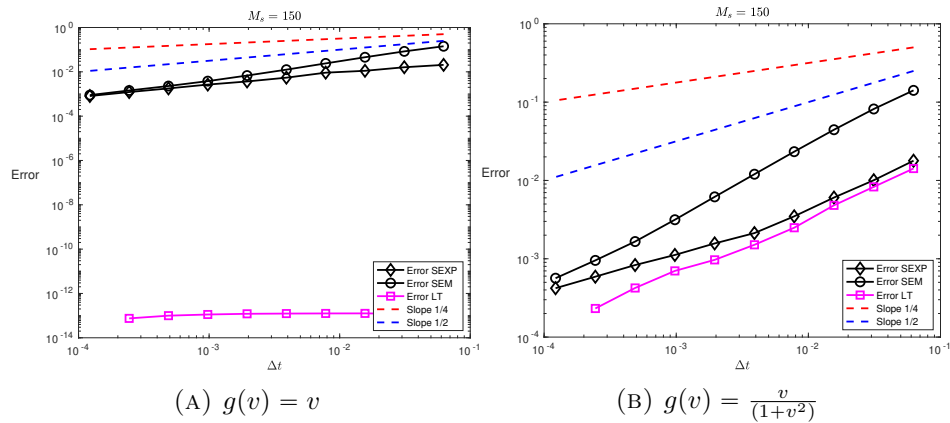 M_s = 150
10^0
10^-2
10^-4
10^-6
10^-8
10^-10
10^-12
10^-14
Error
Error SEXP
Error SEM
Error LT
Slope 1/4
Slope 1/2
10^-4
10^-3
10^-2
10^-1
Δt
(A) g(v) = v
M_s = 150
10^0
10^-1
10^-2
10^-3
10^-4
Error
Error SEXP
Error SEM
Error LT
Slope 1/4
Slope 1/2
10^-4
10^-3
10^-2
10^-1
Δt
(B) g(v) = v/(1+v^2)